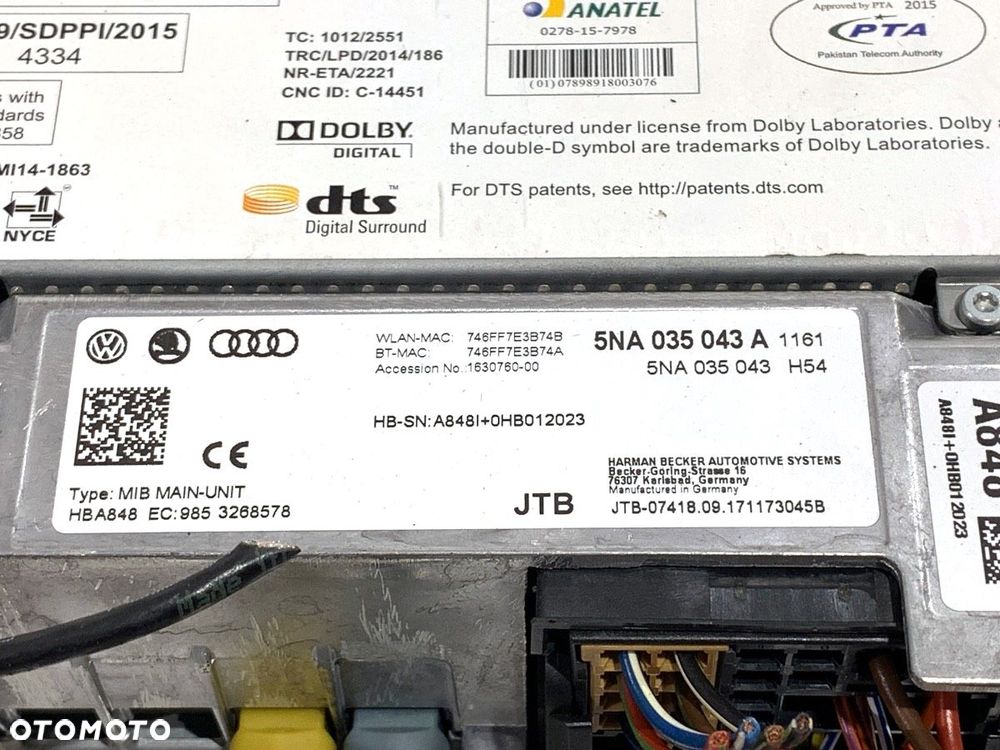 9/SDPPI/2015
4334
TC: 1012/2551
TRC/LPD/2014/186
NR-ETA/2221
CNC ID: C-14451
ANATEL
0278-15-7978
(01)07898918003076
Approved by PTA 2015
PTA
Pakistan Telecom Authority
s with
dards
358
MI14-1863
NYCE
DOLBY
DIGITAL
Manufactured under license from Dolby Laboratories. Dolby a
the double-D symbol are trademarks of Dolby Laboratories.
dts
Digital Surround
For DTS patents, see http://patents.dts.com
WLAN-MAC: 746FF7E3B74B
BT-MAC: 746FF7E3B74A
Accession No.:1630760-00
5NA 035 043 A 1161
5NA 035 043 H54
HB-SN: A848I+0HB012023
CE
Type: MIB MAIN-UNIT
HBA848 EC: 985 3268578
HARMAN BECKER AUTOMOTIVE SYSTEMS
Becker-Göring-Strasse 16
76307 Karlsbad, Germany
Manufactured in Germany
JTB
JTB-07418.09.171173045B
A848
A848I+0HB012023
Made
OTOMOTO